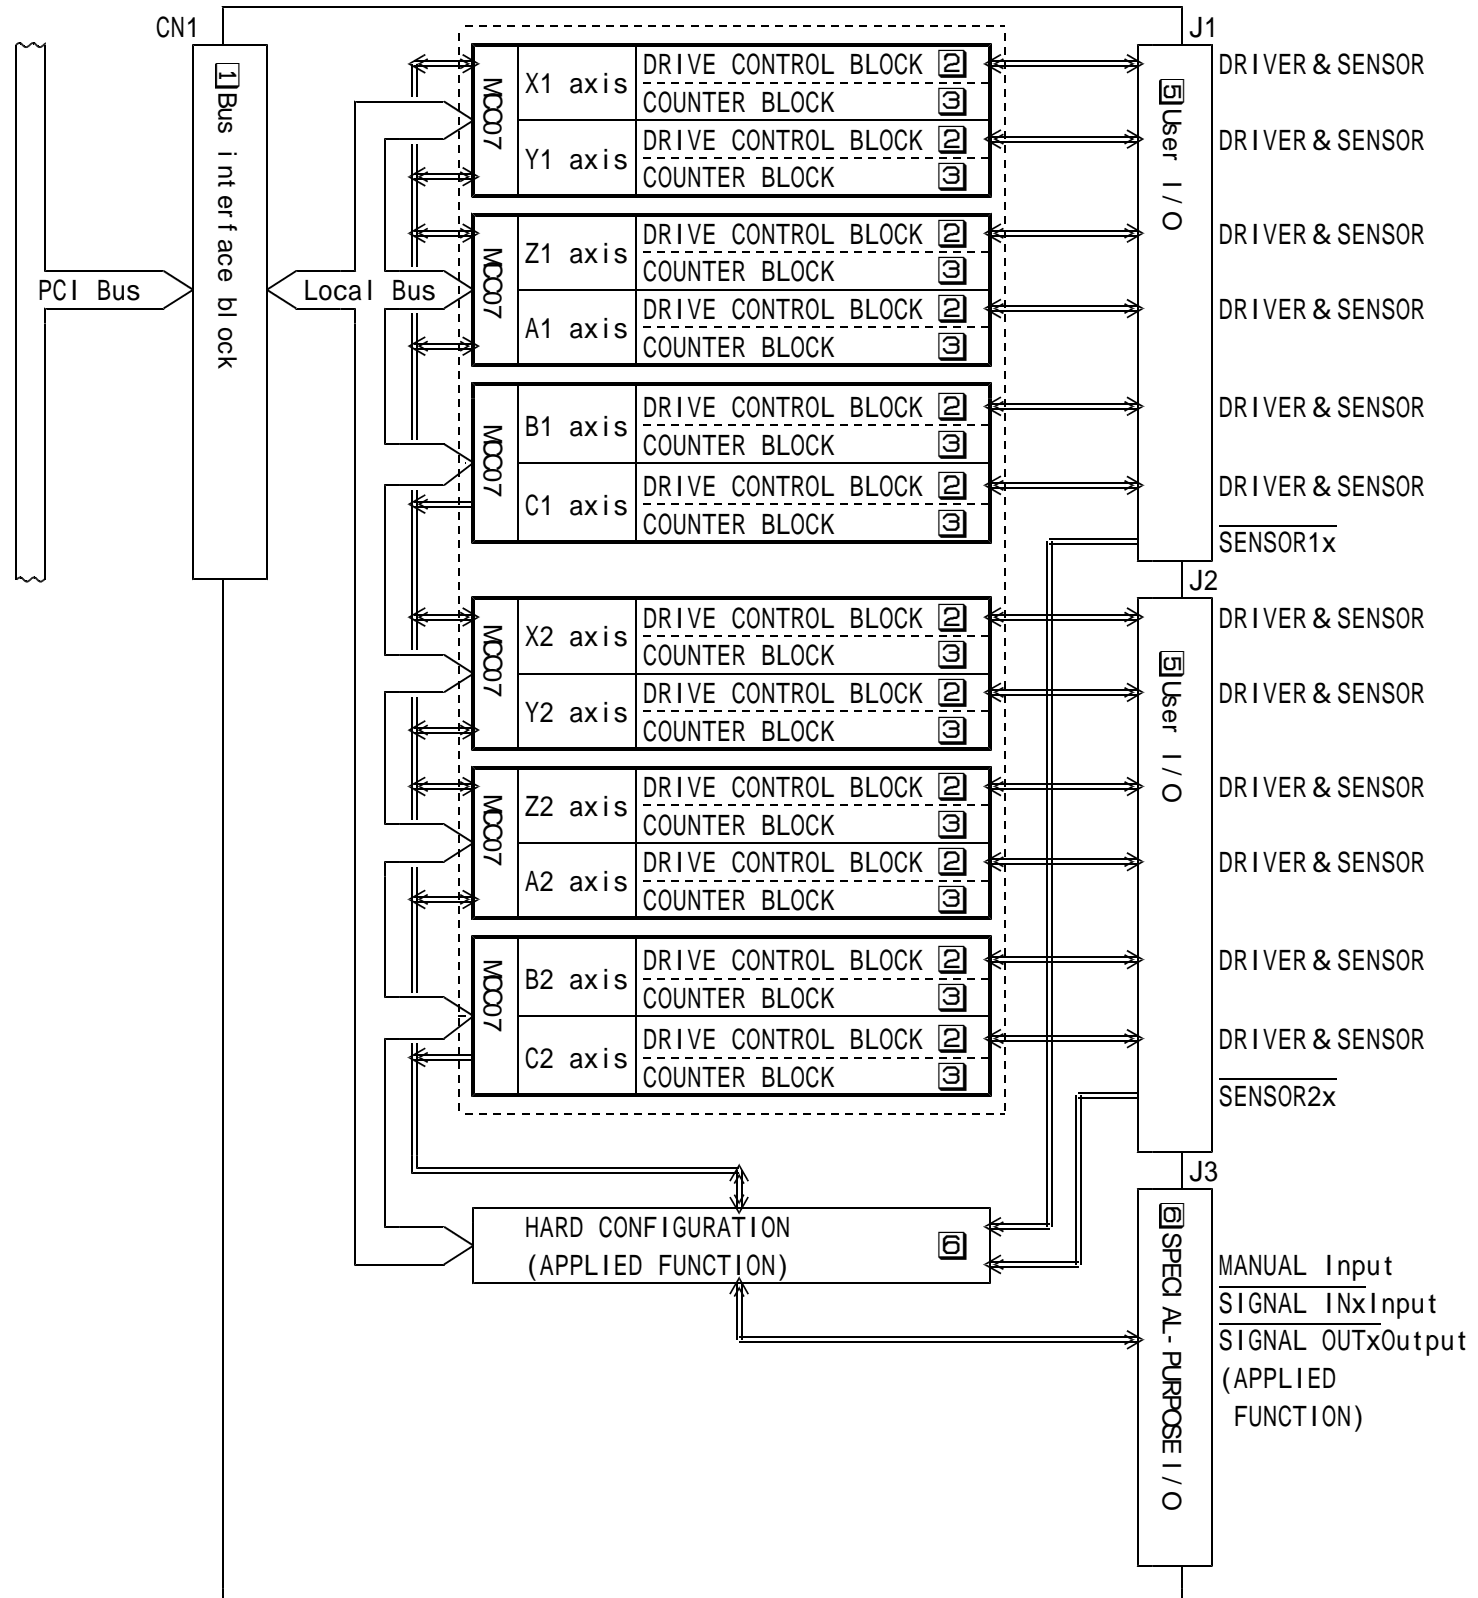 CN1
J1
1 Bus interface block
PCI Bus
Local Bus
MCC07
X1 axis
DRIVE CONTROL BLOCK 2
COUNTER BLOCK 3
Y1 axis
DRIVE CONTROL BLOCK 2
COUNTER BLOCK 3
MCC07
Z1 axis
DRIVE CONTROL BLOCK 2
COUNTER BLOCK 3
A1 axis
DRIVE CONTROL BLOCK 2
COUNTER BLOCK 3
MCC07
B1 axis
DRIVE CONTROL BLOCK 2
COUNTER BLOCK 3
C1 axis
DRIVE CONTROL BLOCK 2
COUNTER BLOCK 3
5 User I/O
DRIVER & SENSOR
DRIVER & SENSOR
DRIVER & SENSOR
DRIVER & SENSOR
DRIVER & SENSOR
DRIVER & SENSOR
SENSOR1x
J2
MCC07
X2 axis
DRIVE CONTROL BLOCK 2
COUNTER BLOCK 3
Y2 axis
DRIVE CONTROL BLOCK 2
COUNTER BLOCK 3
MCC07
Z2 axis
DRIVE CONTROL BLOCK 2
COUNTER BLOCK 3
A2 axis
DRIVE CONTROL BLOCK 2
COUNTER BLOCK 3
MCC07
B2 axis
DRIVE CONTROL BLOCK 2
COUNTER BLOCK 3
C2 axis
DRIVE CONTROL BLOCK 2
COUNTER BLOCK 3
5 User I/O
DRIVER & SENSOR
DRIVER & SENSOR
DRIVER & SENSOR
DRIVER & SENSOR
DRIVER & SENSOR
DRIVER & SENSOR
SENSOR2x
J3
HARD CONFIGURATION
(APPLIED FUNCTION)
6
6 SPECIAL-PURPOSE I/O
MANUAL Input
SIGNAL INxInput
SIGNAL OUTxOutput
(APPLIED
FUNCTION)